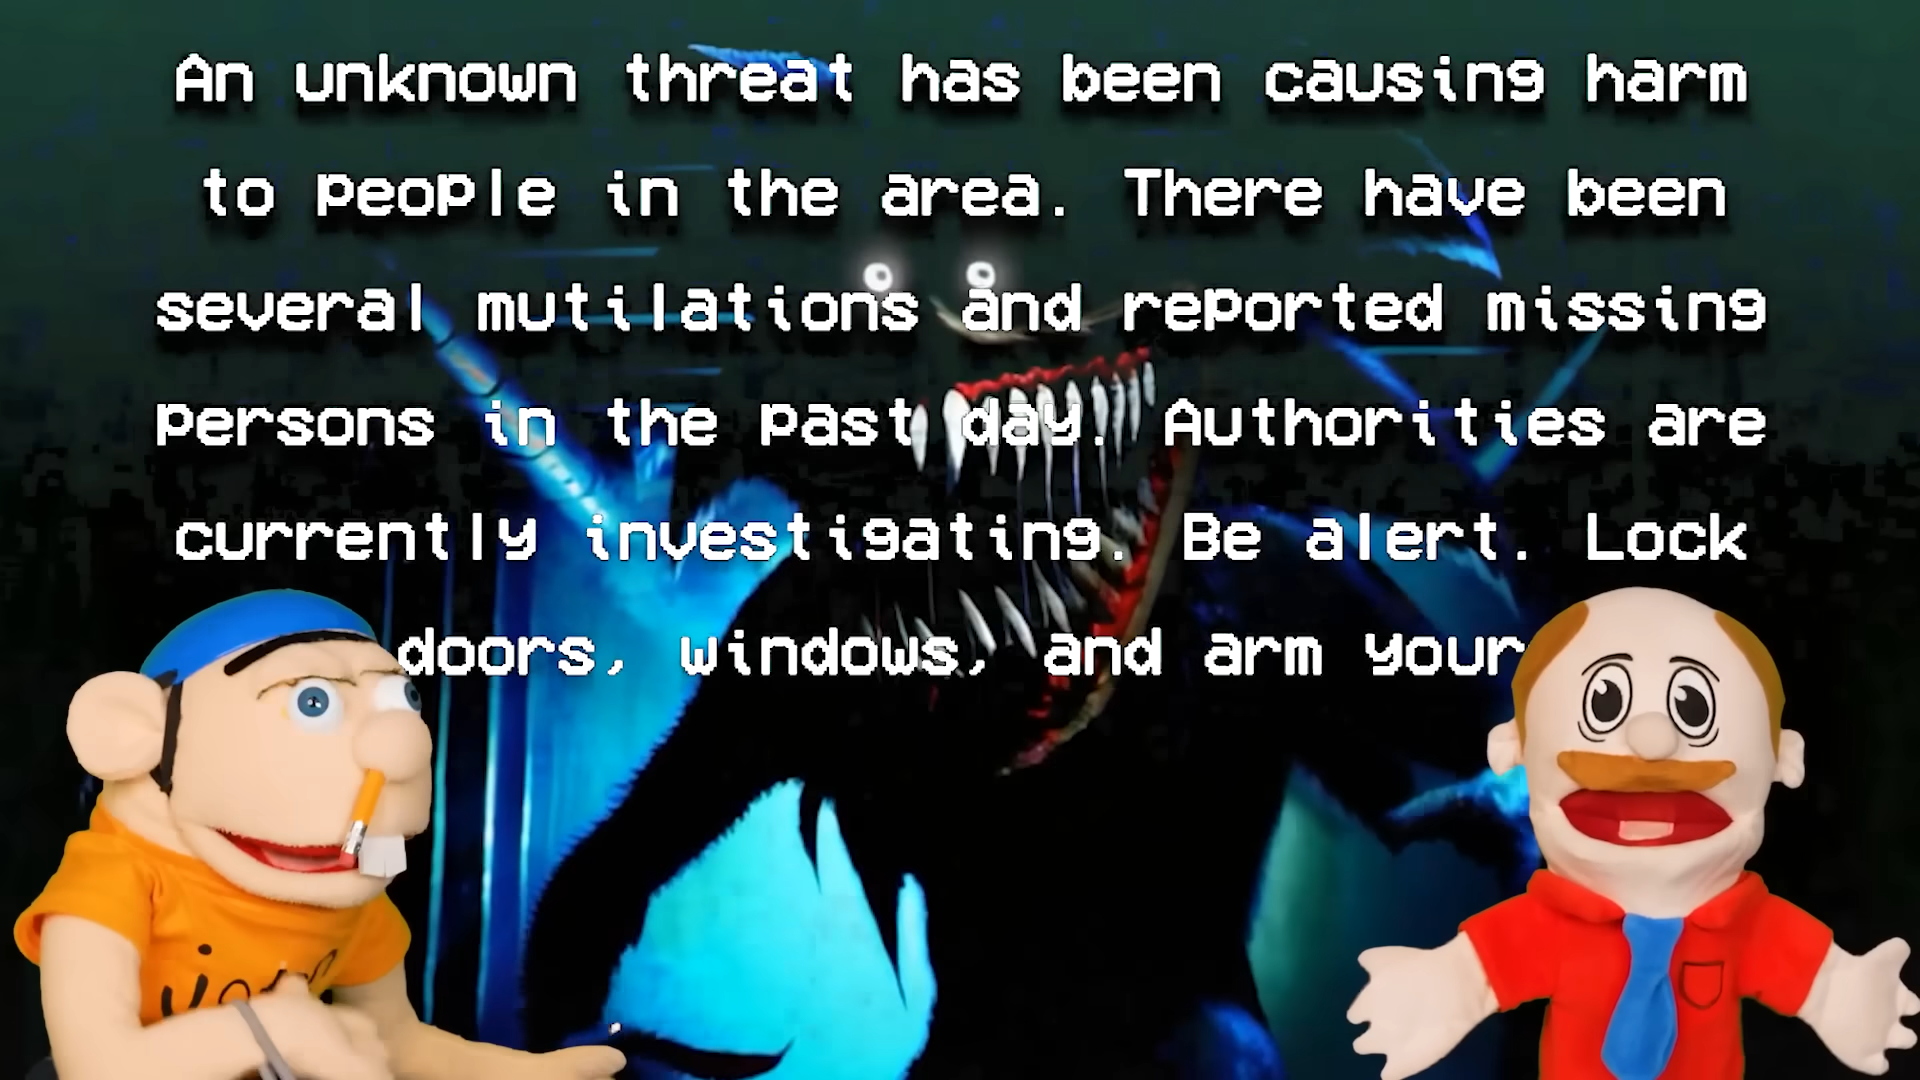 An unknown threat has been causing harm
to people in the area. There have been
several mutilations and reported missing
persons in the past day. Authorities are
currently investigating. Be alert. Lock
doors, windows, and arm your